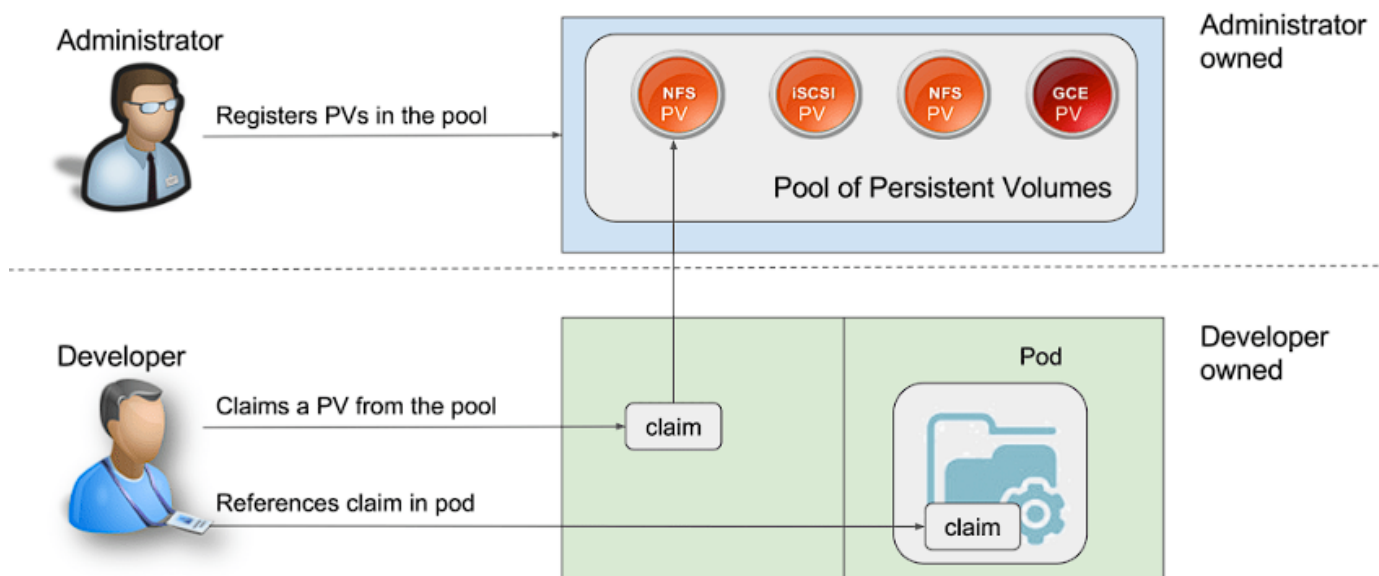 Administrator
Registers PVs in the pool
NFS
PV
iSCSI
PV
NFS
PV
GCE
PV
Pool of Persistent Volumes
Administrator
owned
Developer
Claims a PV from the pool
claim
References claim in pod
Pod
claim
Developer
owned